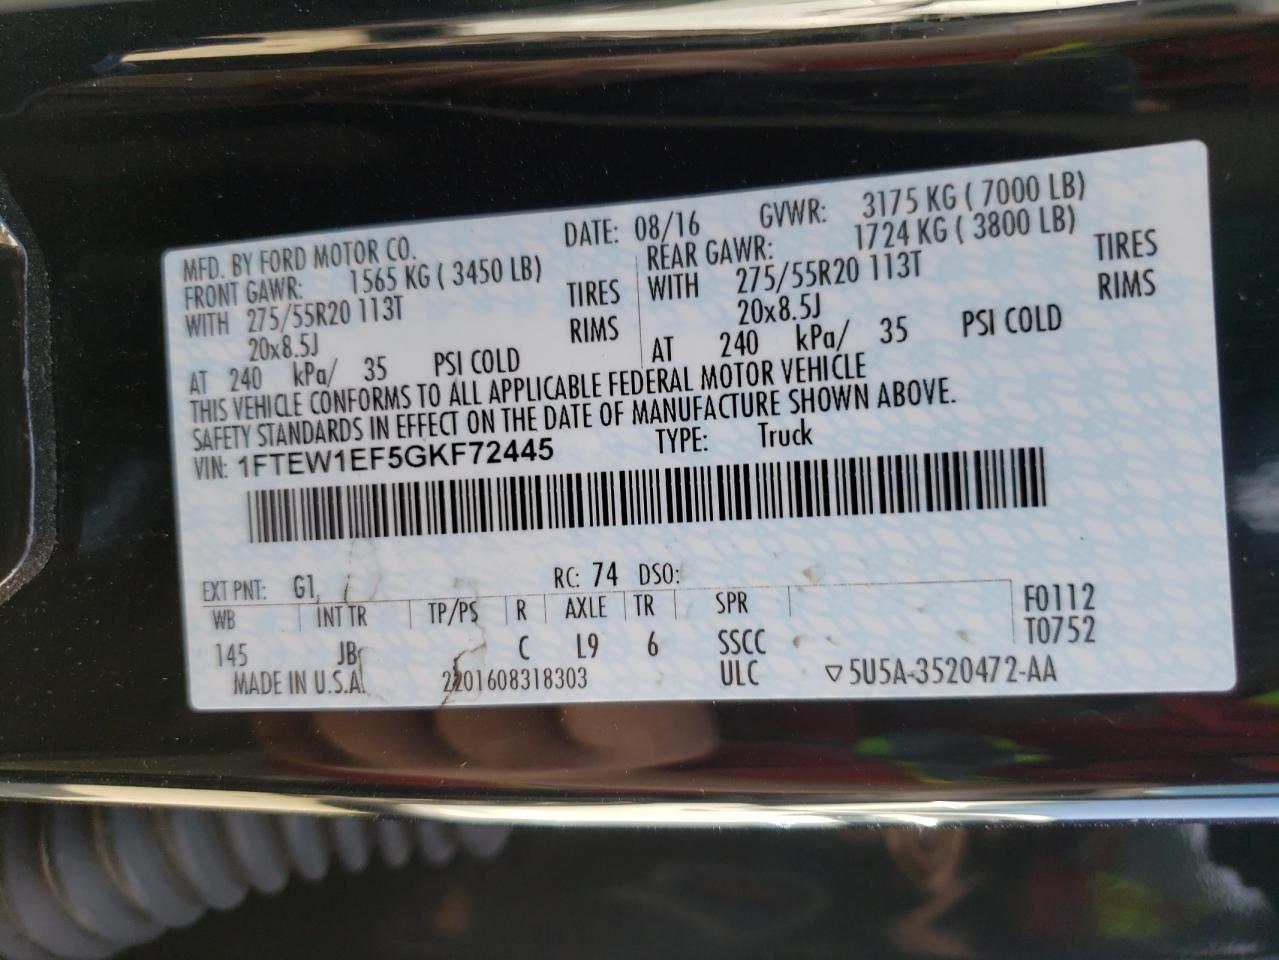 MFD. BY FORD MOTOR CO. DATE: 08/16 GVWR: 3175 KG ( 7000 LB)
FRONT GAWR: 1565 KG ( 3450 LB) REAR GAWR: 1724 KG ( 3800 LB)
WITH 275/55R20 113T TIRES WITH 275/55R20 113T TIRES
20x8.5J RIMS 20x8.5J RIMS
AT 240 kPa/ 35 PSI COLD AT 240 kPa/ 35 PSI COLD
THIS VEHICLE CONFORMS TO ALL APPLICABLE FEDERAL MOTOR VEHICLE
SAFETY STANDARDS IN EFFECT ON THE DATE OF MANUFACTURE SHOWN ABOVE.
VIN: 1FTEW1EF5GKF72445 TYPE: Truck
EXT PNT: G1 RC: 74 DSO:
WB INT TR TP/PS R AXLE TR SPR F0112
145 JB C L9 6 SSCC T0752
MADE IN U.S.A. 2201608318303 ULC ▽5U5A-3520472-AA